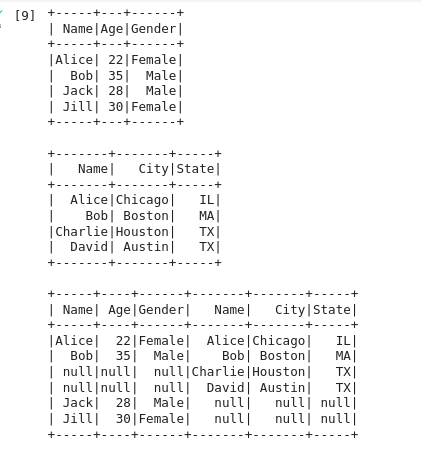 [9] +-----+---+------+
| Name|Age|Gender|
+-----+---+------+
|Alice| 22|Female|
|  Bob| 35|  Male|
| Jack| 28|  Male|
| Jill| 30|Female|
+-----+---+------+

+-------+-------+-----+
|   Name|   City|State|
+-------+-------+-----+
|  Alice|Chicago|   IL|
|    Bob| Boston|   MA|
|Charlie|Houston|   TX|
|  David| Austin|   TX|
+-------+-------+-----+

+-----+----+------+-------+-------+-----+
| Name| Age|Gender|   Name|   City|State|
+-----+----+------+-------+-------+-----+
|Alice|  22|Female|  Alice|Chicago|   IL|
|  Bob|  35|  Male|    Bob| Boston|   MA|
| null|null|  null|Charlie|Houston|   TX|
| null|null|  null|  David| Austin|   TX|
| Jack|  28|  Male|   null|   null| null|
| Jill|  30|Female|   null|   null| null|
+-----+----+------+-------+-------+-----+